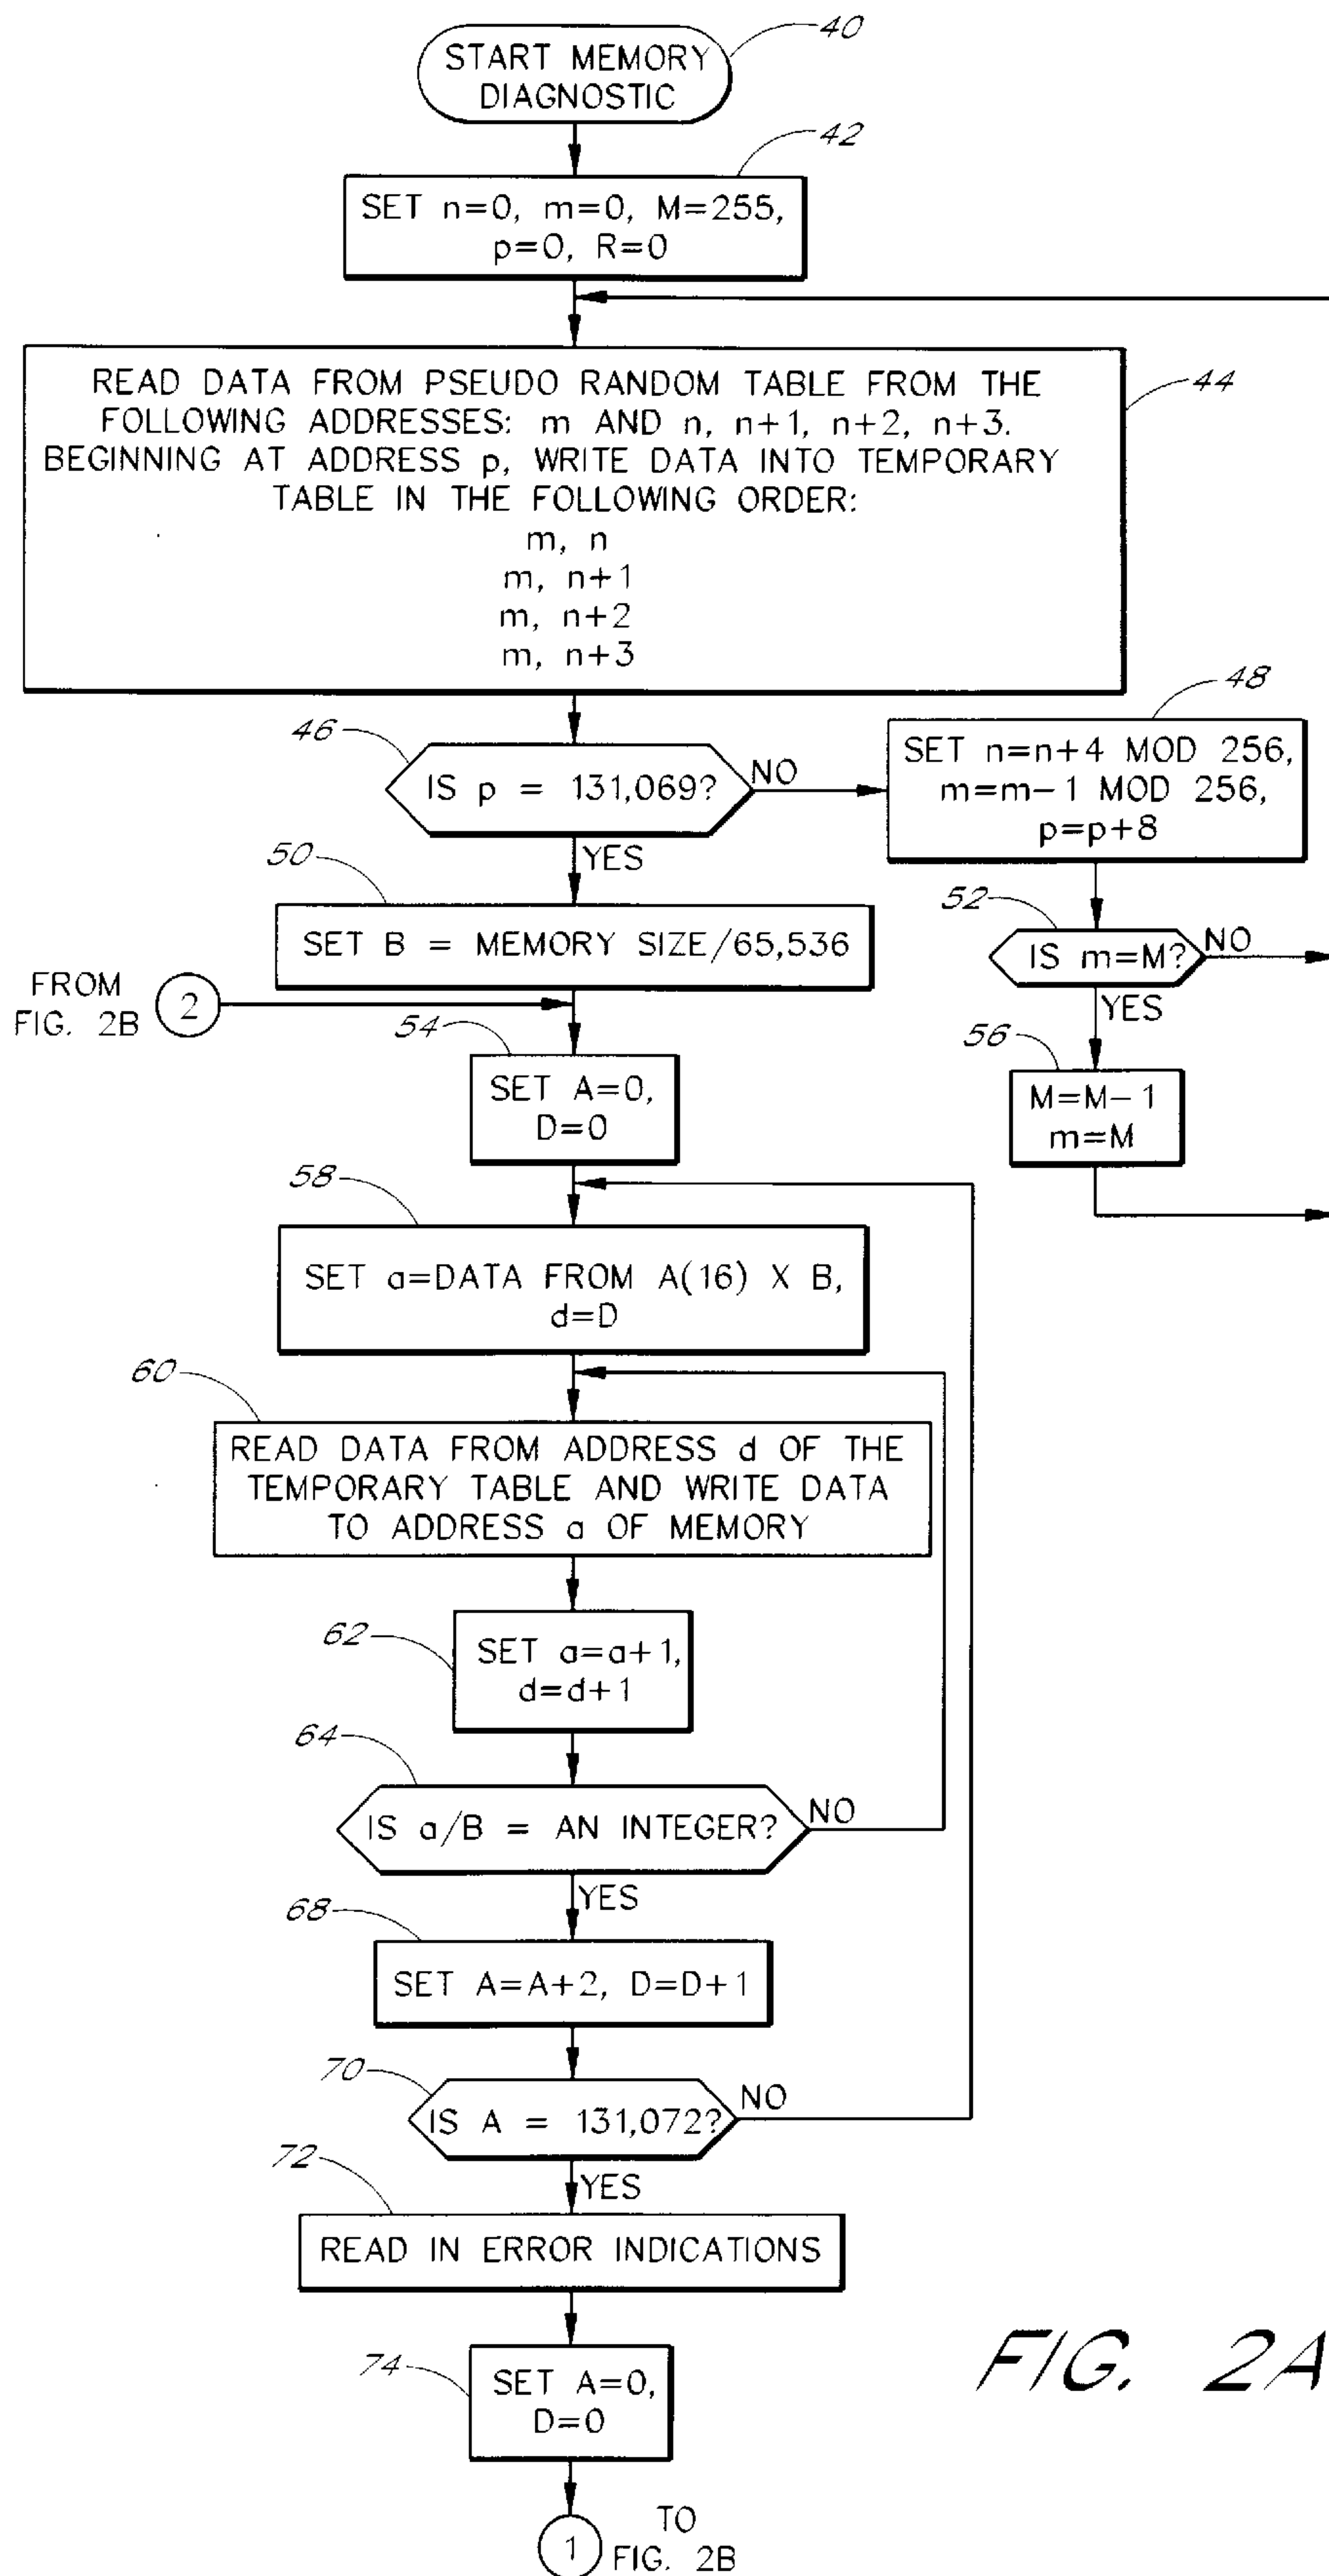 40
START MEMORY
DIAGNOSTIC
42
SET n=0, m=0, M=255,
p=0, R=0
44
READ DATA FROM PSEUDO RANDOM TABLE FROM THE
FOLLOWING ADDRESSES: m AND n, n+1, n+2, n+3.
BEGINNING AT ADDRESS p, WRITE DATA INTO TEMPORARY
TABLE IN THE FOLLOWING ORDER:
m, n
m, n+1
m, n+2
m, n+3
46
IS p = 131,069?
NO
YES
48
SET n=n+4 MOD 256,
m=m-1 MOD 256,
p=p+8
50
SET B = MEMORY SIZE/65,536
52
IS m=M?
NO
YES
FROM
FIG. 2B
2
54
SET A=0,
D=0
56
M=M-1
m=M
58
SET a=DATA FROM A(16) X B,
d=D
60
READ DATA FROM ADDRESS d OF THE
TEMPORARY TABLE AND WRITE DATA
TO ADDRESS a OF MEMORY
62
SET a=a+1,
d=d+1
64
IS a/B = AN INTEGER?
NO
YES
68
SET A=A+2, D=D+1
70
IS A = 131,072?
NO
YES
72
READ IN ERROR INDICATIONS
74
SET A=0,
D=0
1
TO
FIG. 2B
FIG. 2A